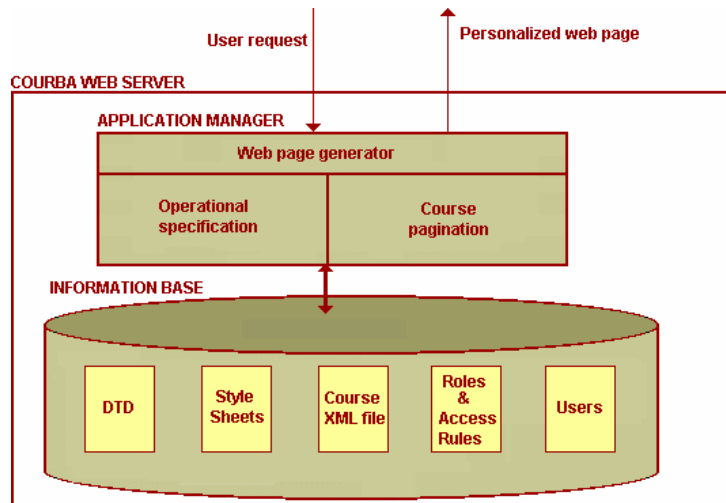 User request
Personalized web page
COURBA WEB SERVER
APPLICATION MANAGER
Web page generator
Operational
specification
Course
pagination
INFORMATION BASE
DTD
Style
Sheets
Course
XML file
Roles
&
Access
Rules
Users